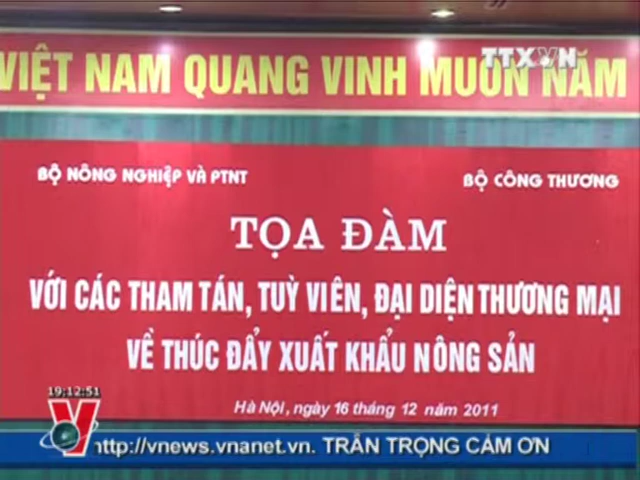 TTXVN
VIỆT NAM QUANG VINH MUÔN NĂM
BỘ NÔNG NGHIỆP VÀ PTNT
BỘ CÔNG THƯƠNG
TỌA ĐÀM
VỚI CÁC THAM TÁN, TUỲ VIÊN, ĐẠI DIỆN THƯƠNG MẠI
VỀ THÚC ĐẨY XUẤT KHẨU NÔNG SẢN
Hà Nội, ngày 16 tháng 12 năm 2011
19:12:51
V
http://vnews.vnanet.vn. TRÂN TRỌNG CẢM ƠN